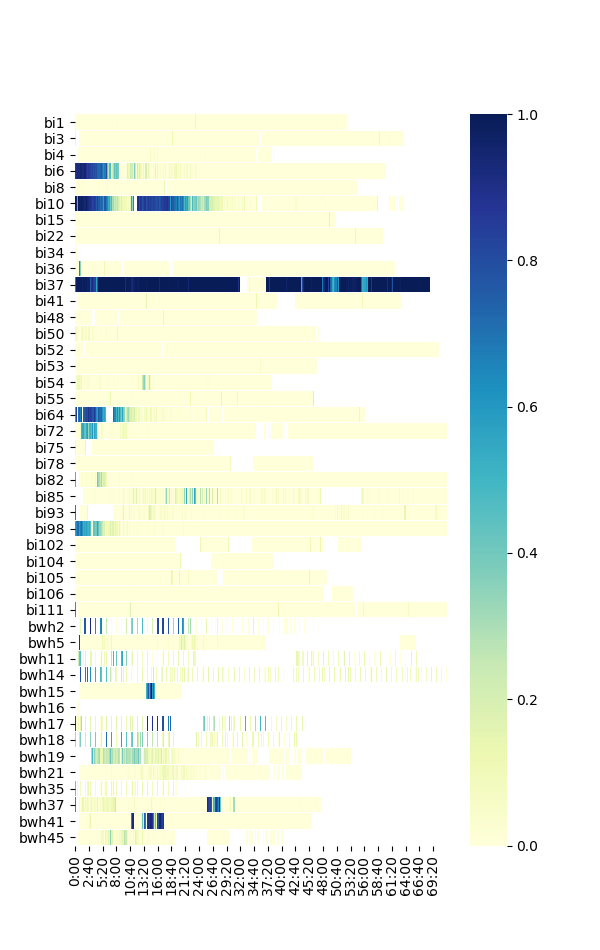 bi1
bi3
bi4
bi6
bi8
bi10
bi15
bi22
bi34
bi36
bi37
bi41
bi48
bi50
bi52
bi53
bi54
bi55
bi64
bi72
bi75
bi78
bi82
bi85
bi93
bi98
bi102
bi104
bi105
bi106
bi111
bwh2
bwh5
bwh11
bwh14
bwh15
bwh16
bwh17
bwh18
bwh19
bwh21
bwh35
bwh37
bwh41
bwh45
0:00
2:40
5:20
8:00
10:40
13:20
16:00
18:40
21:20
24:00
26:40
29:20
32:00
34:40
37:20
40:00
42:40
45:20
48:00
50:40
53:20
56:00
58:40
61:20
64:00
66:40
69:20
1.0
0.8
0.6
0.4
0.2
0.0